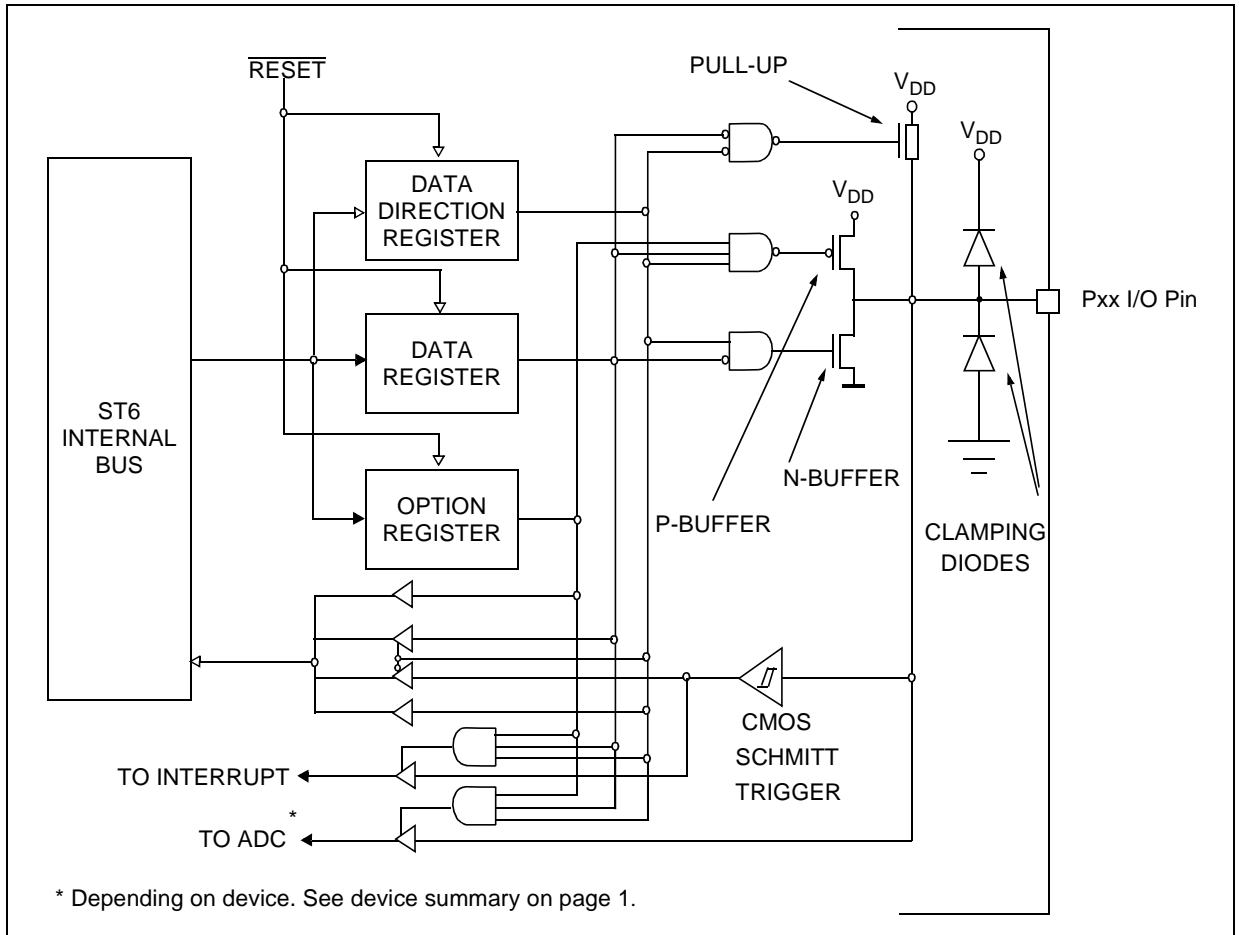 RESET
PULL-UP
VDD
VDD
DATA
DIRECTION
REGISTER
VDD
Pxx I/O Pin
DATA
REGISTER
ST6
INTERNAL
BUS
N-BUFFER
OPTION
REGISTER
P-BUFFER
CLAMPING
DIODES
CMOS
SCHMITT
TRIGGER
TO INTERRUPT
TO ADC *
* Depending on device. See device summary on page 1.